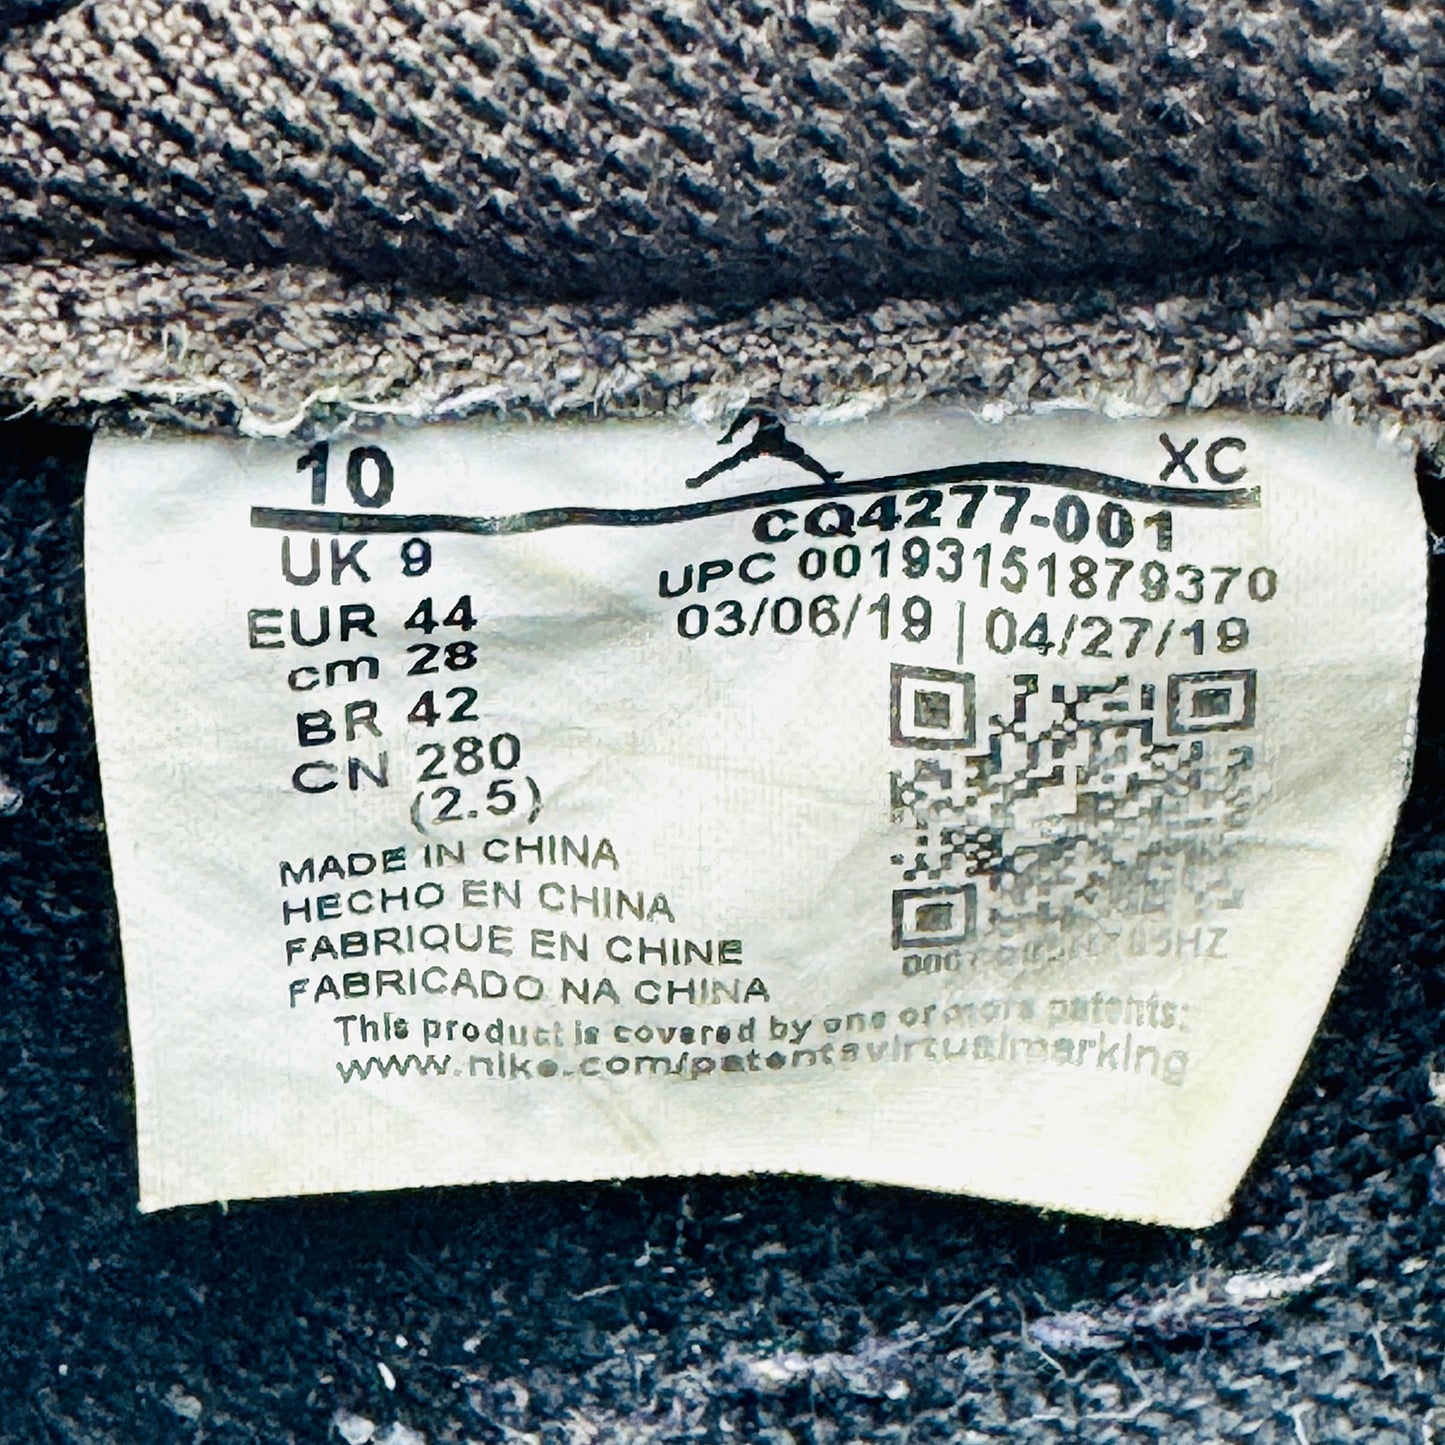 10
XC
UK 9
EUR 44
cm 28
BR 42
CN 280
(2.5)
CQ4277-001
UPC 00193151879370
03/06/19 | 04/27/19
MADE IN CHINA
HECHO EN CHINA
FABRIQUE EN CHINE
FABRICADO NA CHINA
This product is covered by one or more patents:
www.nike.com/patentsvirtualmarking